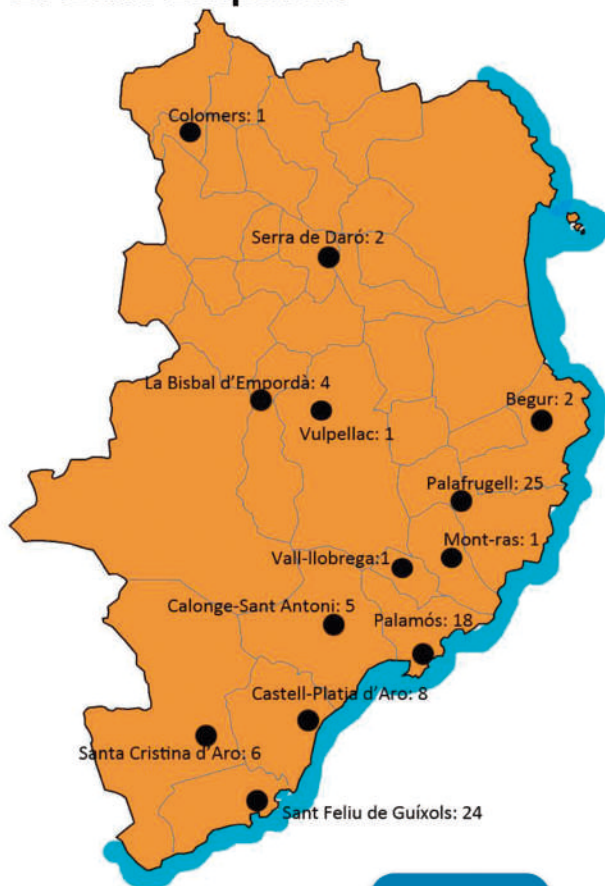 Colomers: 1
Serra de Daró: 2
La Bisbal d'Empordà: 4
Begur: 2
Vulpellac: 1
Palafrugell: 25
Mont-ras: 1
Vall-llobrega:1
Calonge-Sant Antoni: 5
Palamós: 18
Castell-Platja d'Aro: 8
Santa Cristina d'Aro: 6
Sant Feliu de Guíxols: 24